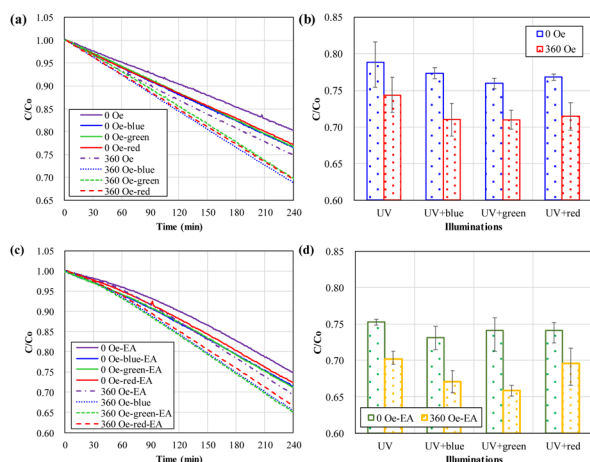 (a)
C/Co
1.05
1.00
0.95
0.90
0.85
0.80
0.75
0.70
0.65
0 Oe
0 Oe-blue
0 Oe-green
0 Oe-red
360 Oe
360 Oe-blue
360 Oe-green
360 Oe-red
0 30 60 90 120 150 180 210 240
Time (min)
(b)
C/Co
0.85
0.80
0.75
0.70
0.65
0.60
0 Oe
360 Oe
UV UV+blue UV+green UV+red
Illuminations
(c)
C/Co
1.05
1.00
0.95
0.90
0.85
0.80
0.75
0.70
0.65
0.60
0 Oe-EA
0 Oe-blue-EA
0 Oe-green-EA
0 Oe-red-EA
360 Oe-EA
360 Oe-blue
360 Oe-green-EA
360 Oe-red-EA
0 30 60 90 120 150 180 210 240
Time (min)
(d)
C/Co
0.85
0.80
0.75
0.70
0.65
0.60
0 Oe-EA 360 Oe-EA
UV UV+blue UV+green UV+red
Illuminations